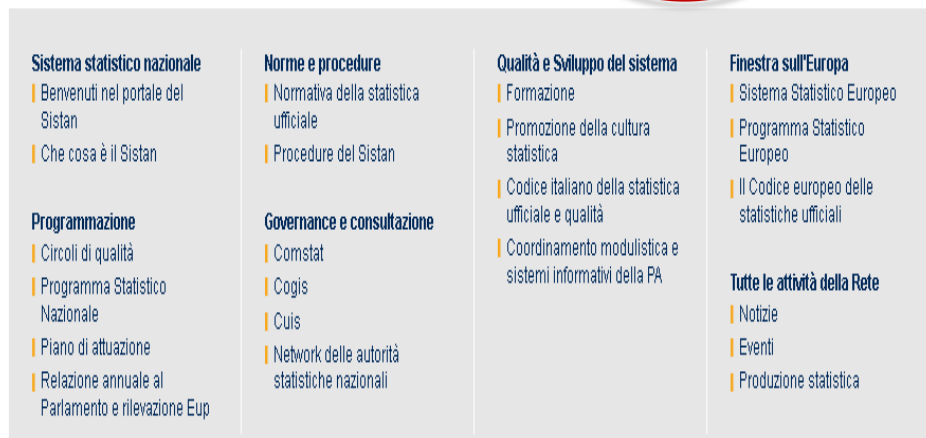 Sistema statistico nazionale
Benvenuti nel portale del
Sistan
Che cosa è il Sistan
Programmazione
Circoli di qualità
Programma Statistico
Nazionale
Piano di attuazione
Relazione annuale al
Parlamento e rilevazione Eup
Norme e procedure
Normativa della statistica
ufficiale
Procedure del Sistan
Governance e consultazione
Comstat
Cogis
Cuis
Network delle autorità
statistiche nazionali
Qualità e Sviluppo del sistema
Formazione
Promozione della cultura
statistica
Codice italiano della statistica
ufficiale e qualità
Coordinamento modulistica e
sistemi informativi della PA
Finestra sull'Europa
Sistema Statistico Europeo
Programma Statistico
Europeo
Il Codice europeo delle
statistiche ufficiali
Tutte le attività della Rete
Notizie
Eventi
Produzione statistica